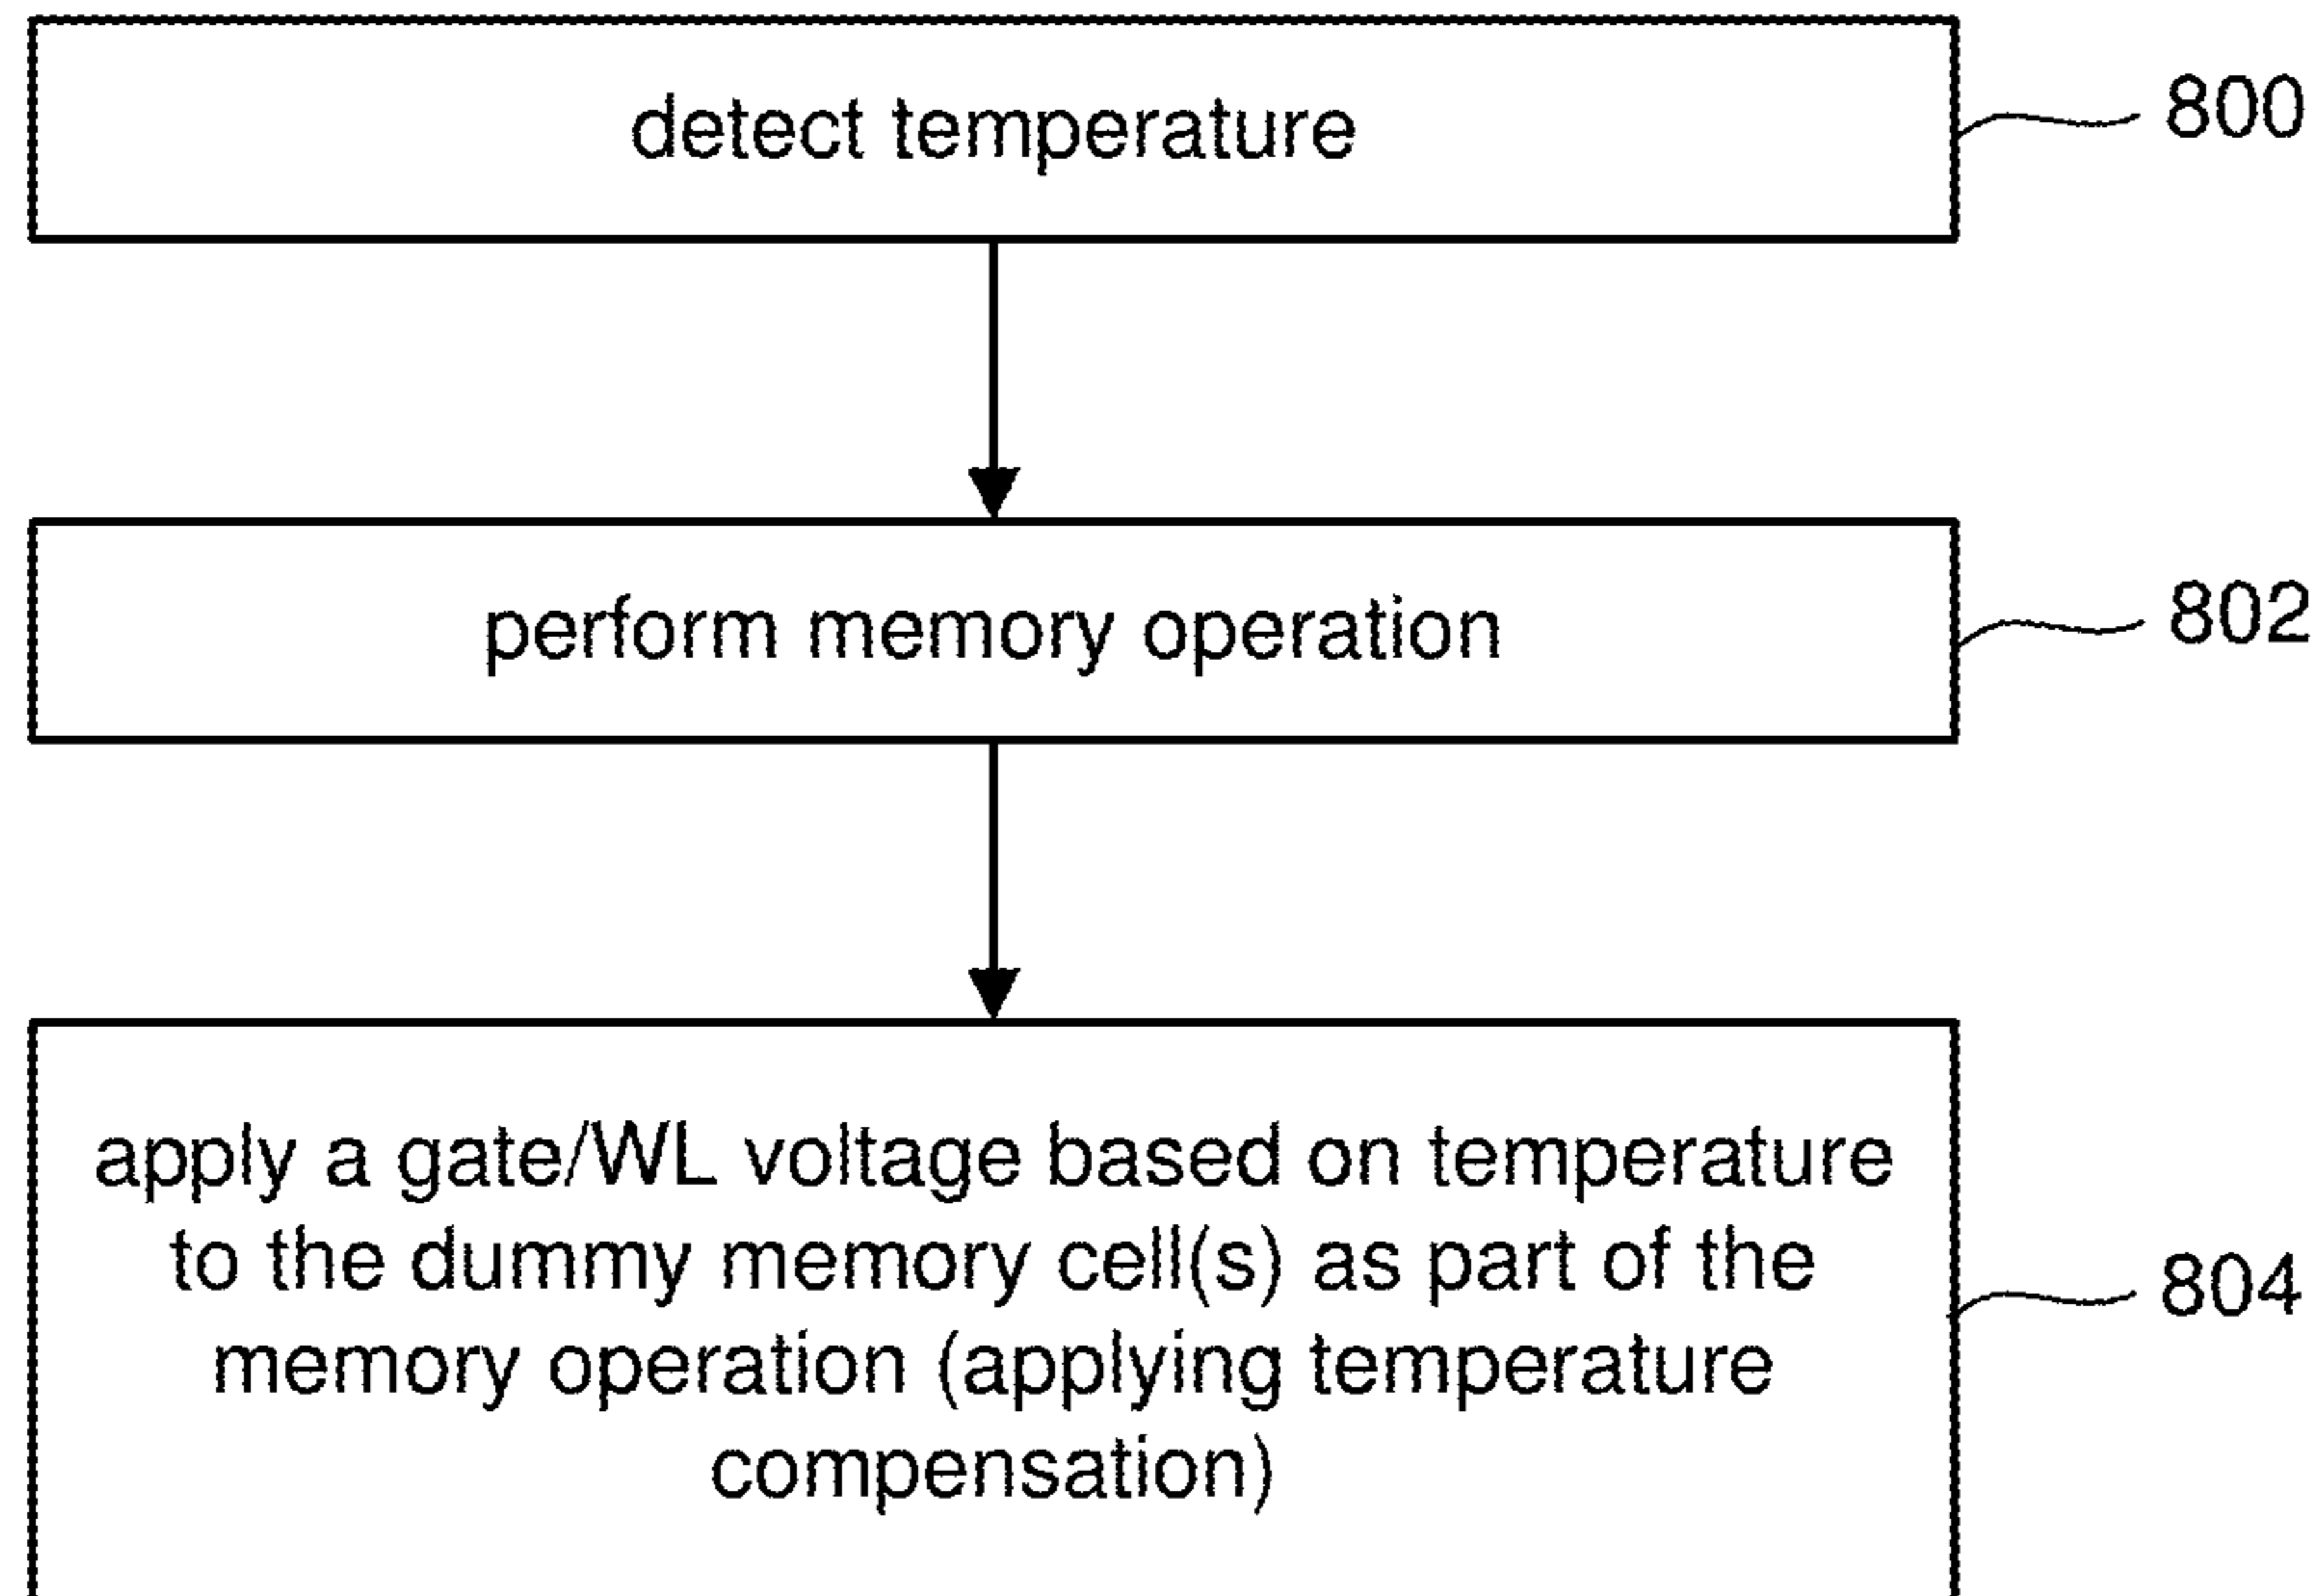 detect temperature
800
perform memory operation
802
apply a gate/WL voltage based on temperature
to the dummy memory cell(s) as part of the
memory operation (applying temperature
compensation)
804